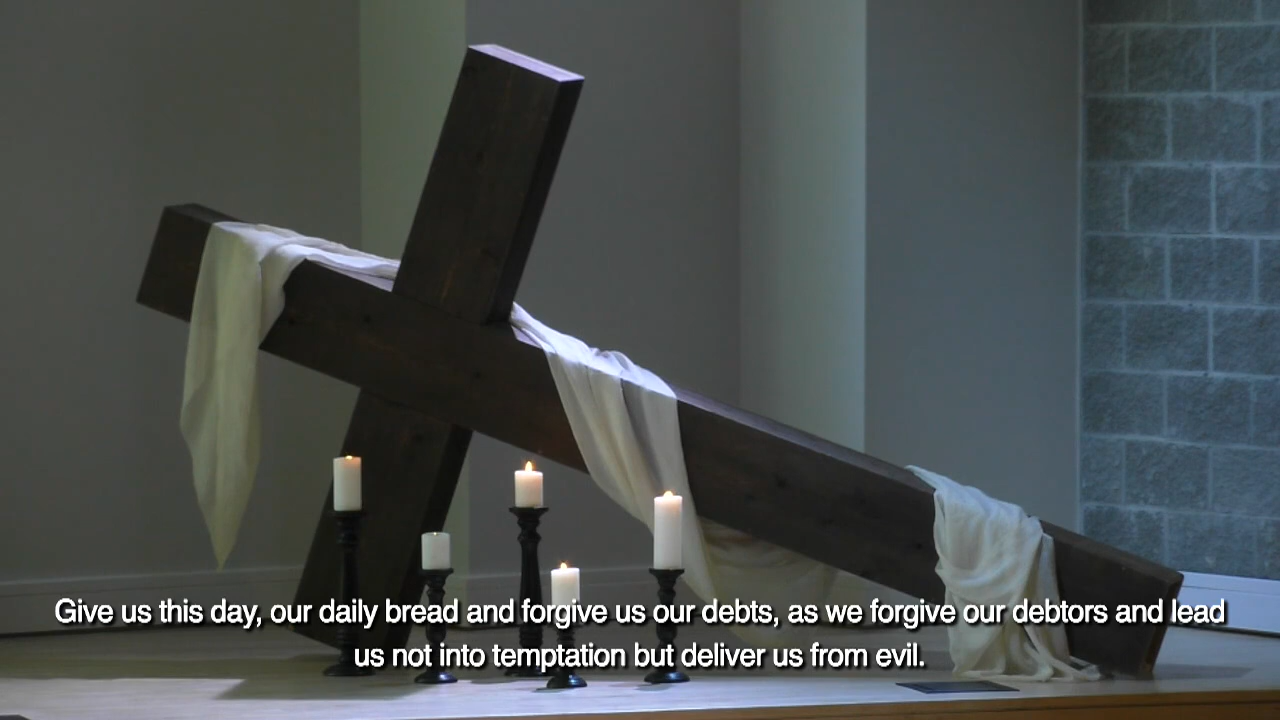 Give us this day, our daily bread and forgive us our debts, as we forgive our debtors and lead
us not into temptation but deliver us from evil.